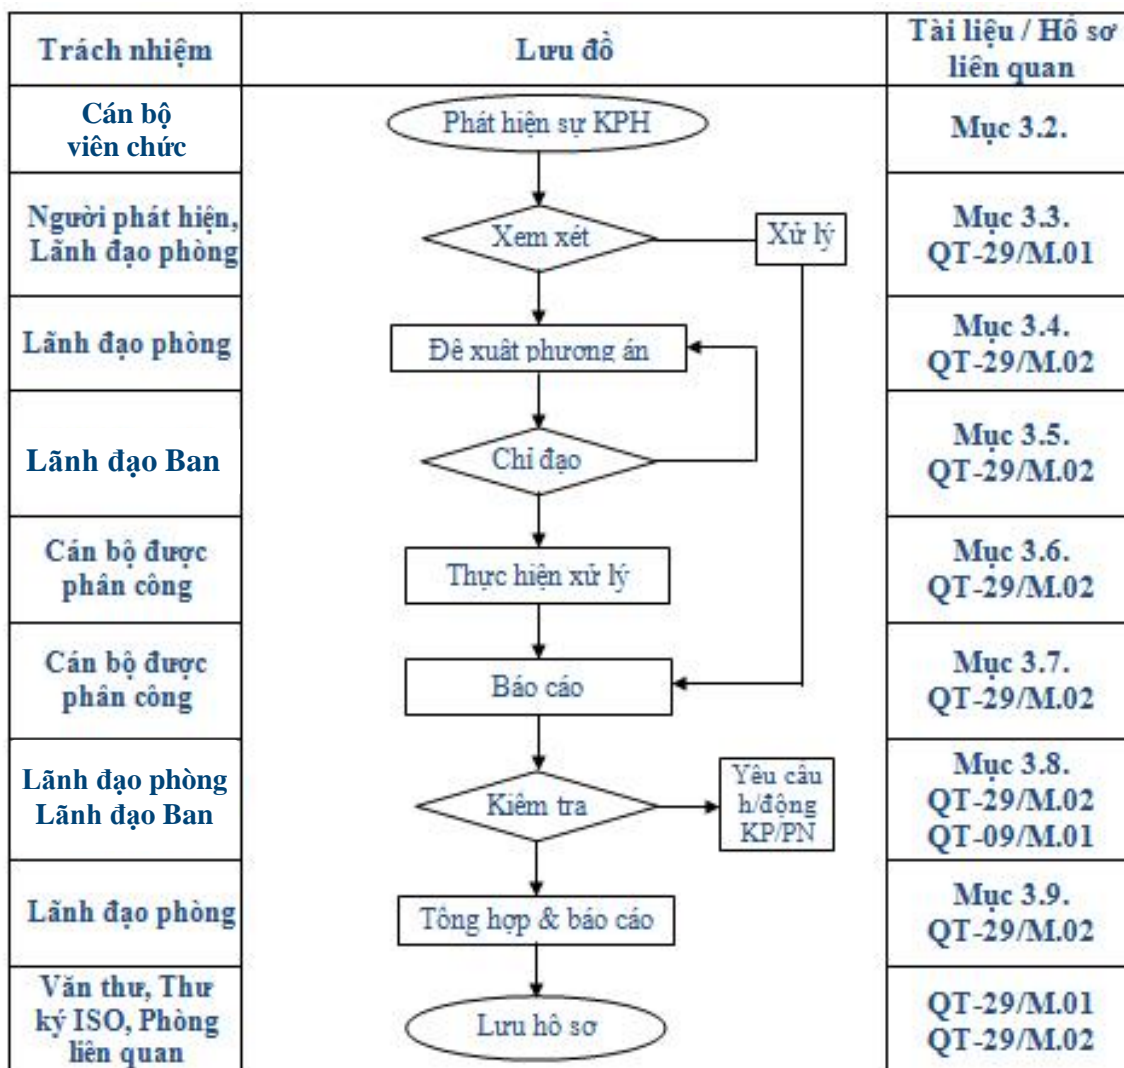 Trách nhiệm
Lưu đồ
Tài liệu / Hồ sơ
liên quan
Cán bộ
viên chức
Phát hiện sự KPH
Mục 3.2.
Người phát hiện,
Lãnh đạo phòng
Xem xét
Xử lý
Mục 3.3.
QT-29/M.01
Lãnh đạo phòng
Đề xuất phương án
Mục 3.4.
QT-29/M.02
Lãnh đạo Ban
Chỉ đạo
Mục 3.5.
QT-29/M.02
Cán bộ được
phân công
Thực hiện xử lý
Mục 3.6.
QT-29/M.02
Cán bộ được
phân công
Báo cáo
Mục 3.7.
QT-29/M.02
Lãnh đạo phòng
Lãnh đạo Ban
Kiểm tra
Yêu cầu
h/động
KP/PN
Mục 3.8.
QT-29/M.02
QT-09/M.01
Lãnh đạo phòng
Tổng hợp & báo cáo
Mục 3.9.
QT-29/M.02
Văn thư, Thư
ký ISO, Phòng
liên quan
Lưu hồ sơ
QT-29/M.01
QT-29/M.02